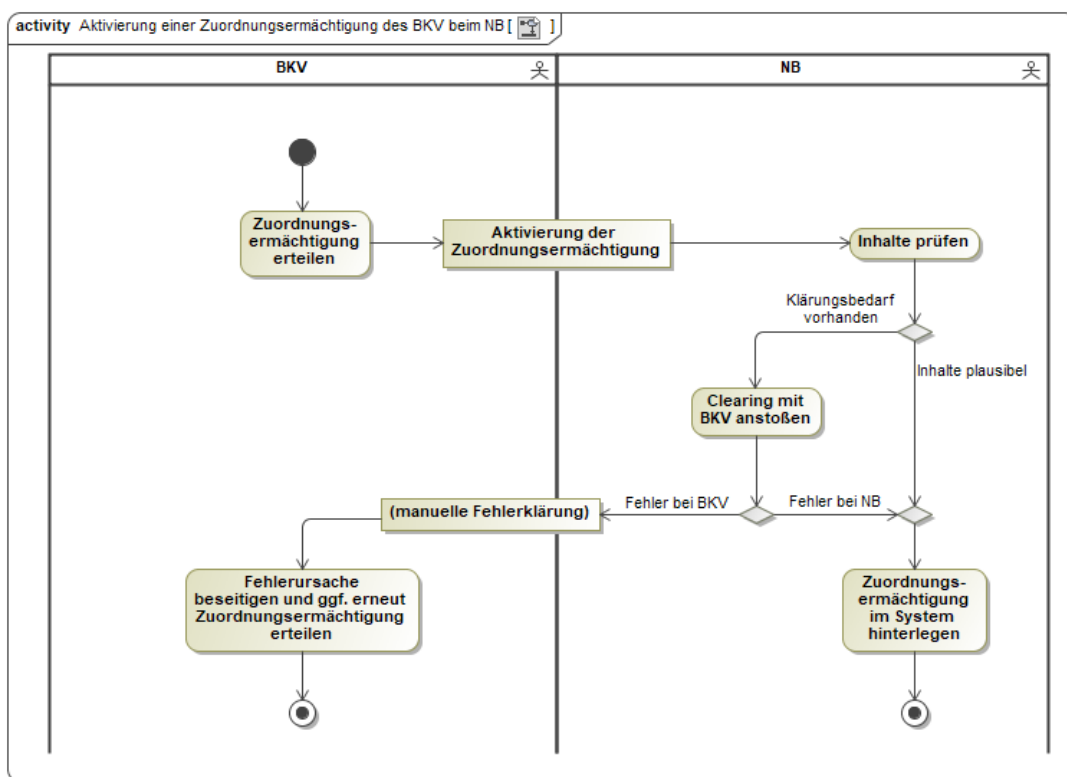 activity Aktivierung einer Zuordnungsermächtigung des BKV beim NB [ ]
BKV
NB
Zuordnungs-
ermächtigung
erteilen
Aktivierung der
Zuordnungsermächtigung
Inhalte prüfen
Klärungsbedarf
vorhanden
Inhalte plausibel
Clearing mit
BKV anstoßen
(manuelle Fehlerklärung)
Fehler bei BKV
Fehler bei NB
Fehlerursache
beseitigen und ggf. erneut
Zuordnungsermächtigung
erteilen
Zuordnungs-
ermächtigung
im System
hinterlegen